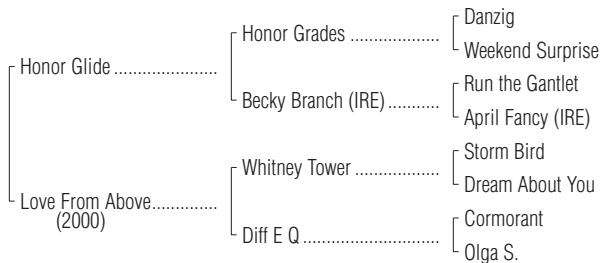 Danzig
Honor Grades ...................
Weekend Surprise
Honor Glide ......................
Run the Gantlet
Becky Branch (IRE) ...........
April Fancy (IRE)
Storm Bird
Whitney Tower ..................
Dream About You
Love From Above..............
(2000)
Cormorant
Diff E Q.............................
Olga S.